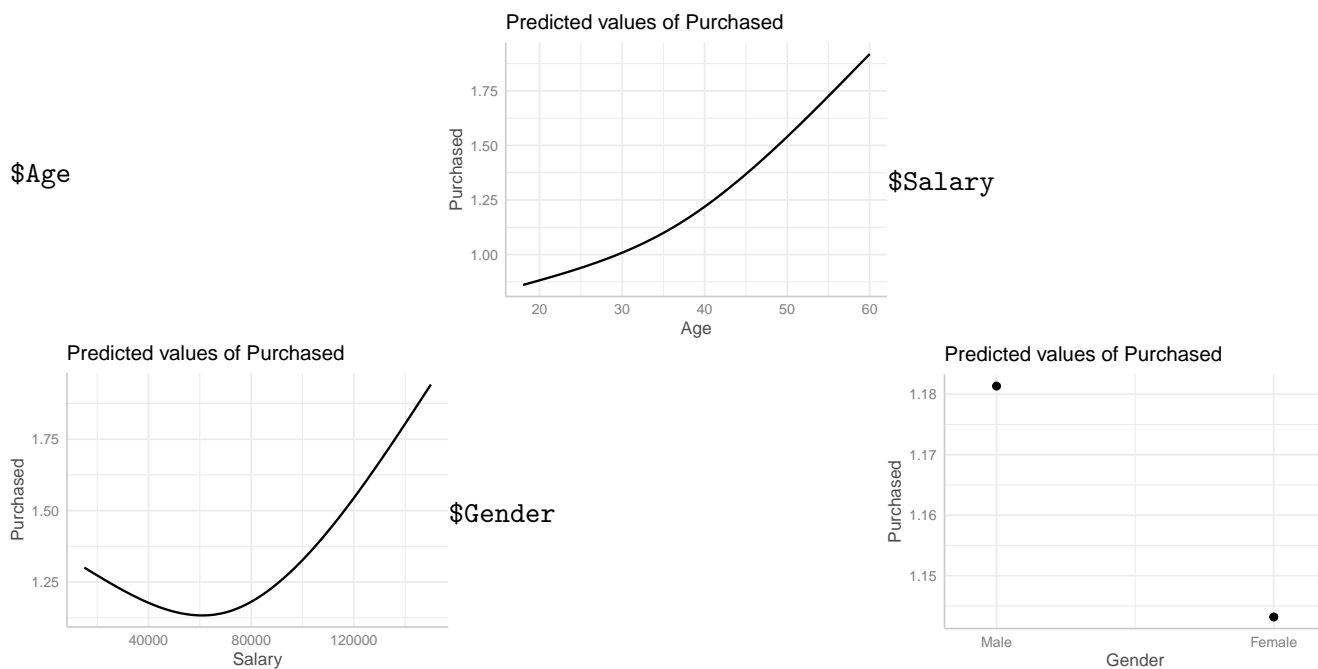 $Age
Predicted values of Purchased
Purchased
1.75
1.50
1.25
1.00
20 30 40 50 60
Age
$Salary
Predicted values of Purchased
Purchased
1.75
1.50
1.25
40000 80000 120000
Salary
$Gender
Predicted values of Purchased
Purchased
1.18
1.17
1.16
1.15
Male Female
Gender